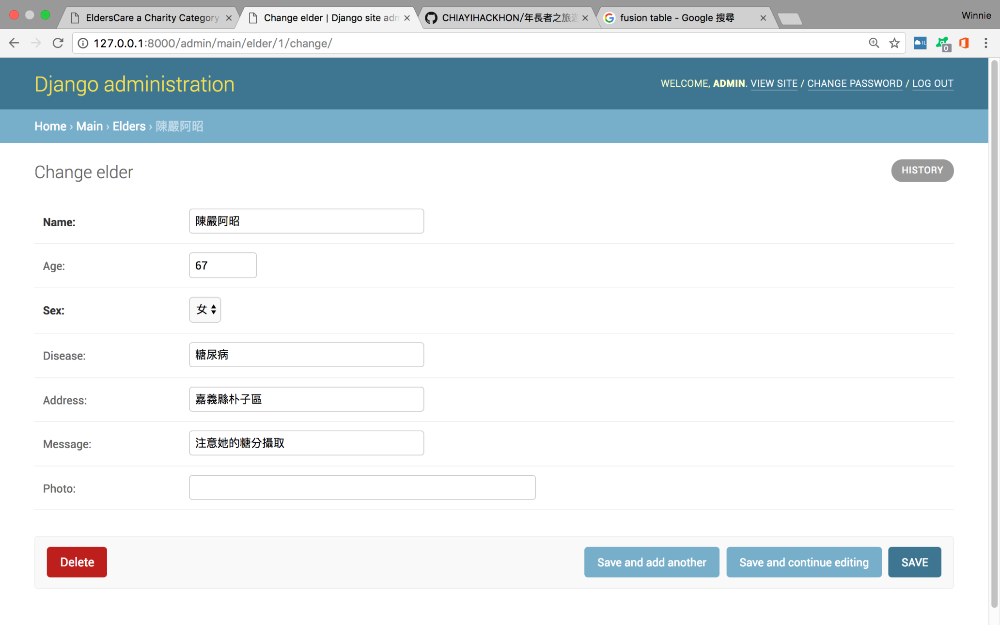 EldersCare a Charity Category
Change elder | Django site adm
CHIAYIHACKHON/年長者之旅遊
fusion table - Google 搜尋
Winnie
127.0.0.1:8000/admin/main/elder/1/change/
IL
0
Django administration
WELCOME, ADMIN. VIEW SITE / CHANGE PASSWORD / LOG OUT
Home › Main › Elders › 陳嚴阿昭
Change elder
HISTORY
Name: 陳嚴阿昭
Age: 67
Sex: 女
Disease: 糖尿病
Address: 嘉義縣朴子區
Message: 注意她的糖分攝取
Photo:
Delete
Save and add another
Save and continue editing
SAVE